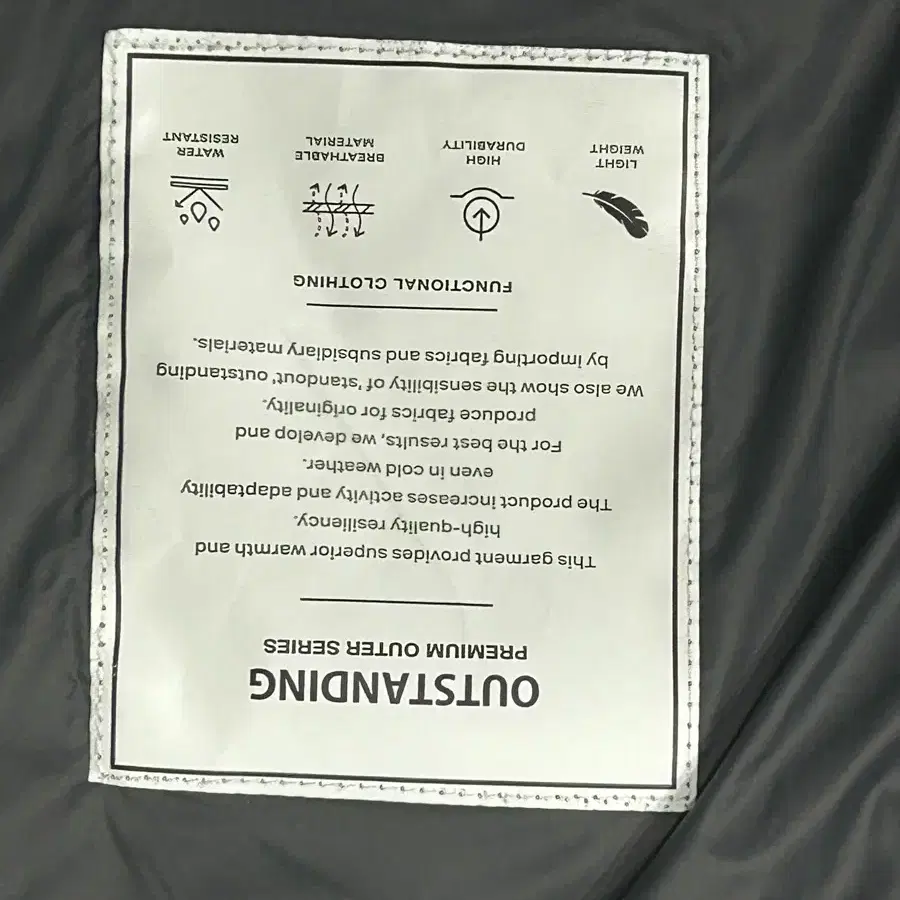 OUTSTANDING
PREMIUM OUTER SERIES
This garment provides superior warmth and
high-quality resiliency.
The product increases activity and adaptability
even in cold weather.
For the best results, we develop and
produce fabrics for originality.
We also show the sensibility of 'standout' outstanding
by importing fabrics and subsidiary materials.
FUNCTIONAL CLOTHING
LIGHT
WEIGHT
HIGH
DURABILITY
BREATHABLE
MATERIAL
WATER
RESISTANT